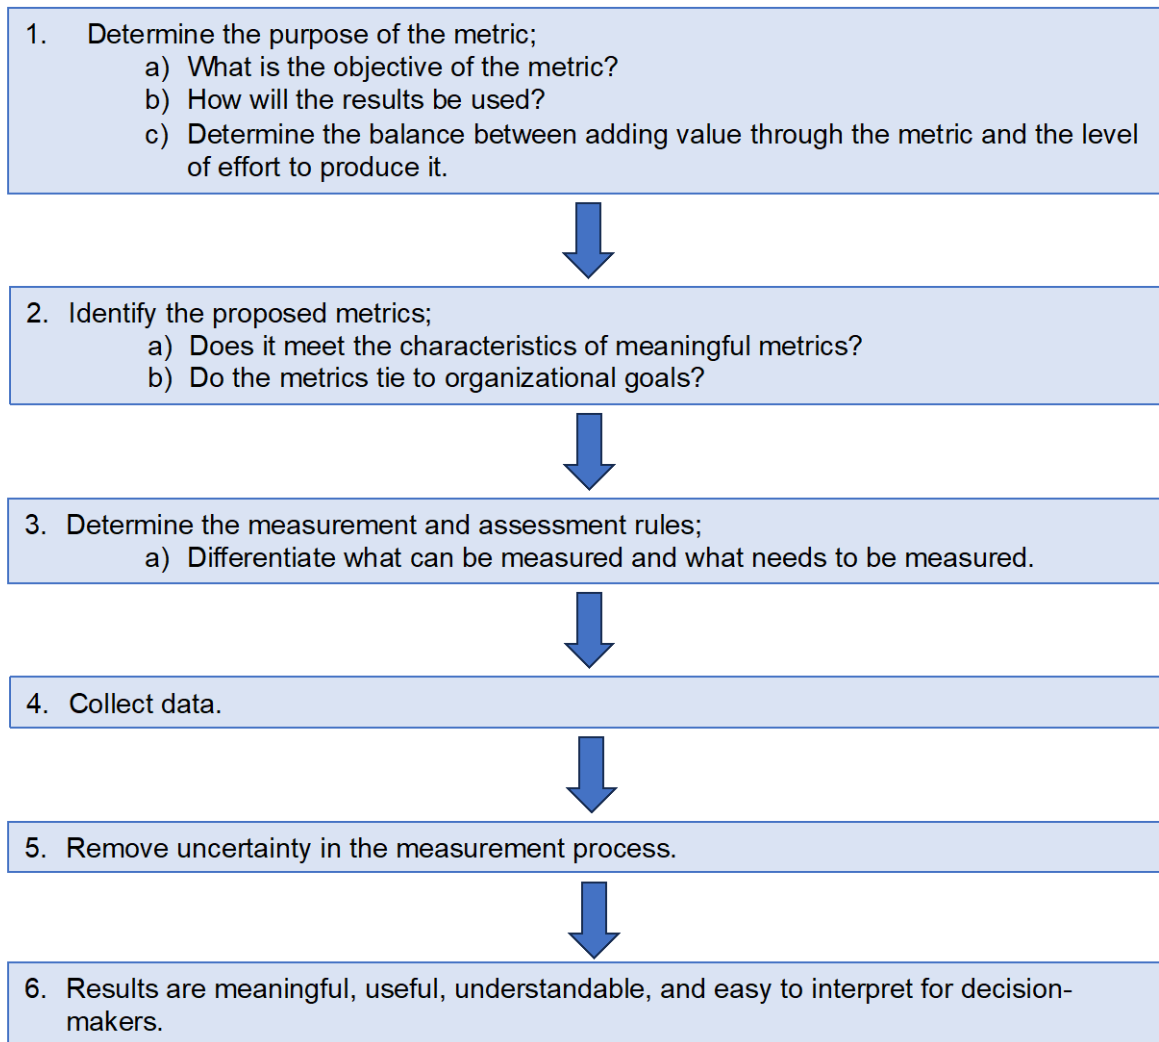 1. Determine the purpose of the metric;
a) What is the objective of the metric?
b) How will the results be used?
c) Determine the balance between adding value through the metric and the level
of effort to produce it.
2. Identify the proposed metrics;
a) Does it meet the characteristics of meaningful metrics?
b) Do the metrics tie to organizational goals?
3. Determine the measurement and assessment rules;
a) Differentiate what can be measured and what needs to be measured.
4. Collect data.
5. Remove uncertainty in the measurement process.
6. Results are meaningful, useful, understandable, and easy to interpret for decision-
makers.